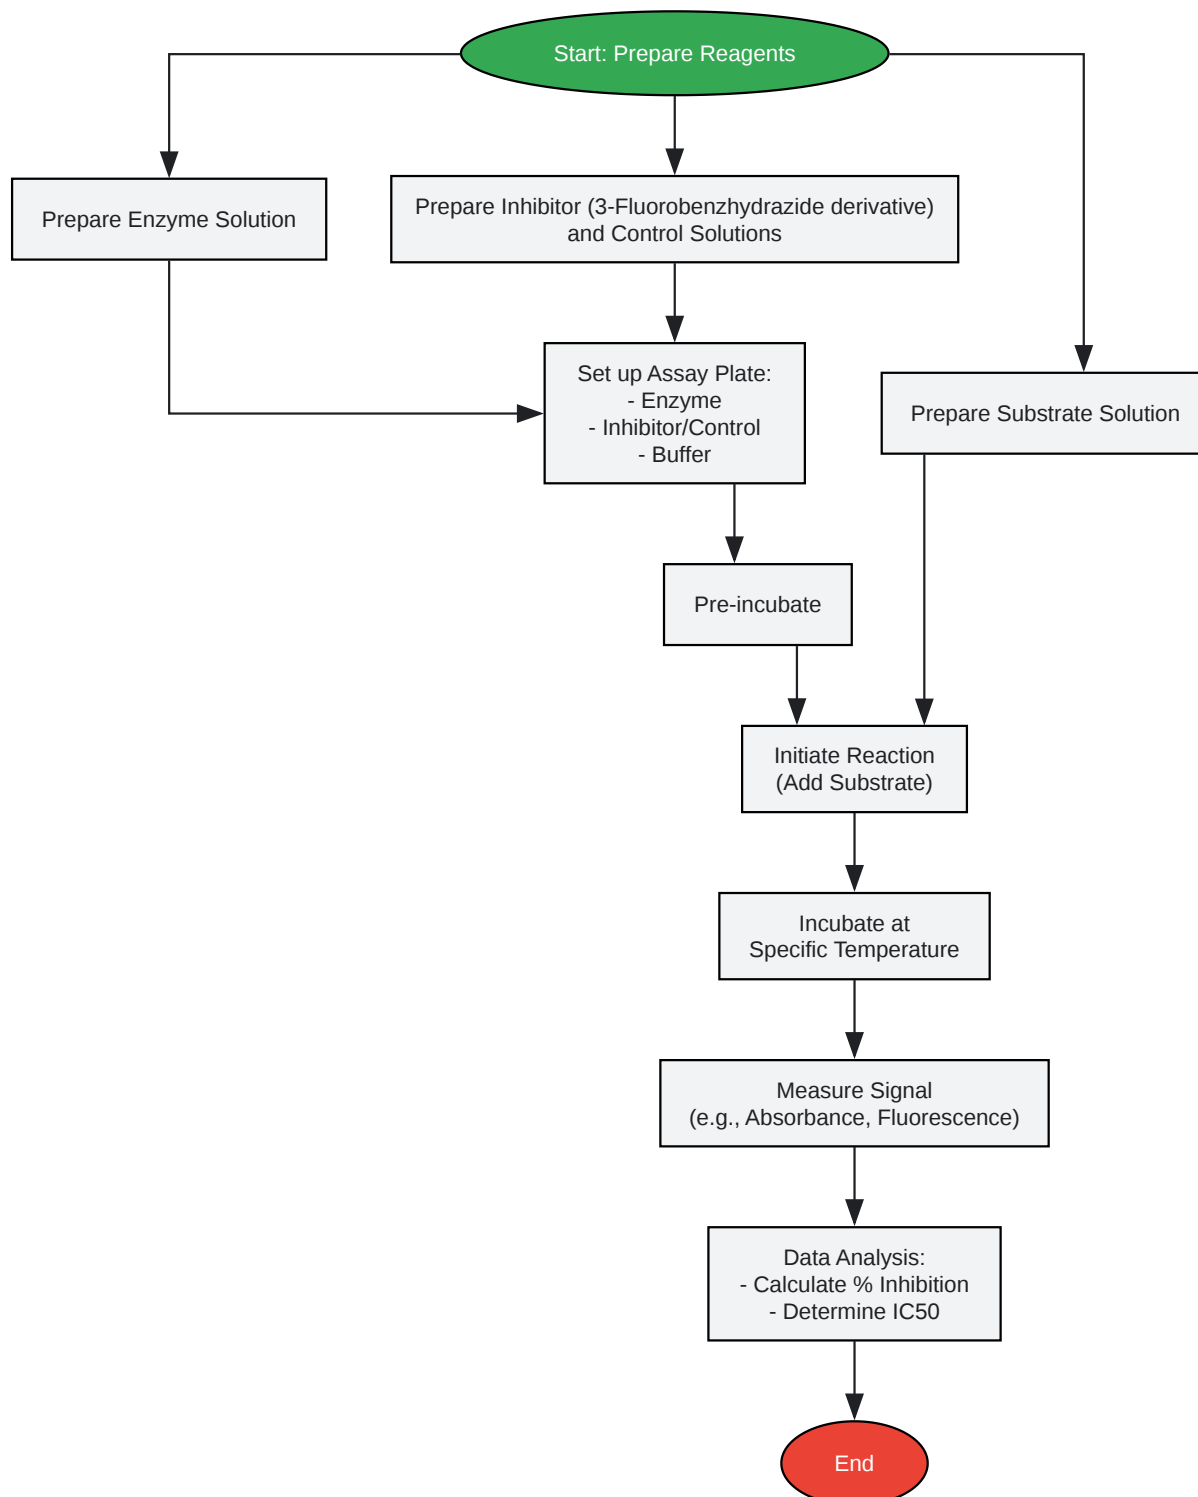 Start: Prepare Reagents
Prepare Enzyme Solution
Prepare Inhibitor (3-Fluorobenzhydrazide derivative)
and Control Solutions
Set up Assay Plate:
- Enzyme
- Inhibitor/Control
- Buffer
Prepare Substrate Solution
Pre-incubate
Initiate Reaction
(Add Substrate)
Incubate at
Specific Temperature
Measure Signal
(e.g., Absorbance, Fluorescence)
Data Analysis:
- Calculate % Inhibition
- Determine IC50
End